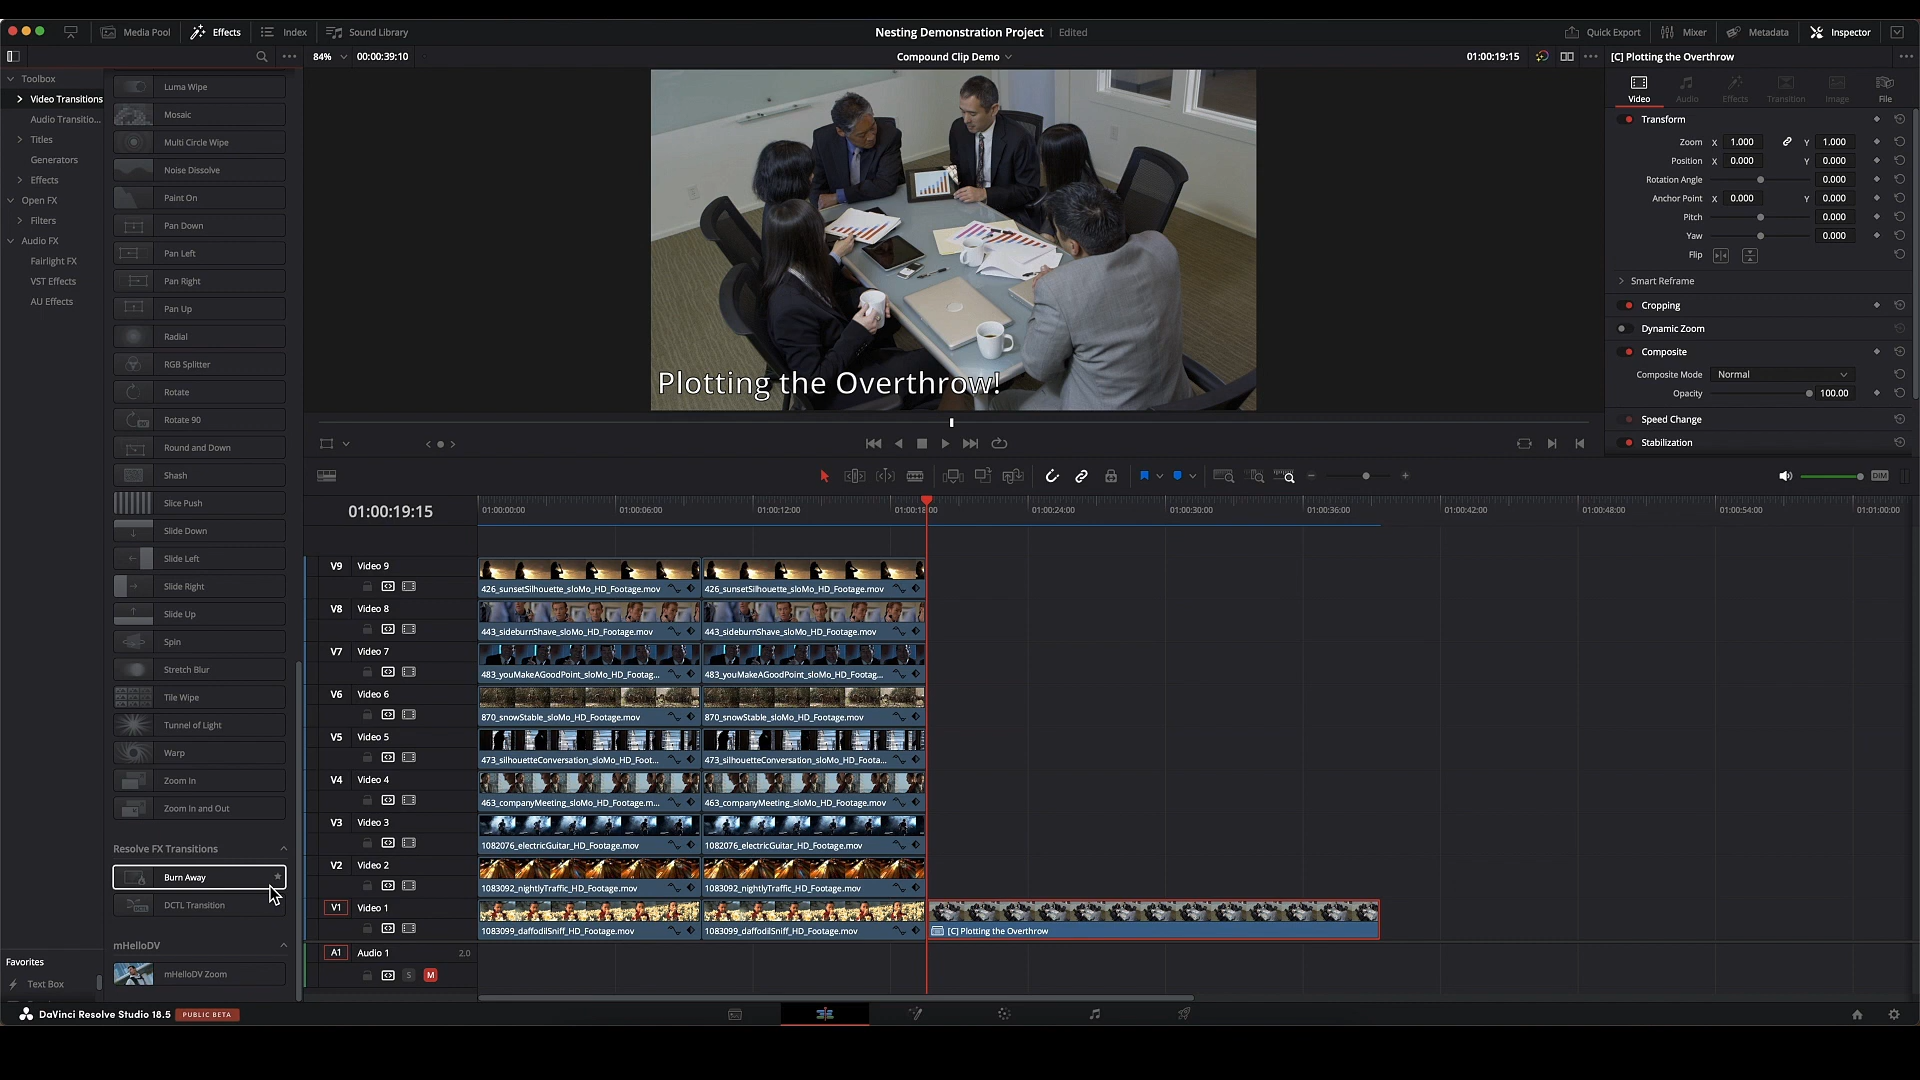 Media Pool Effects Index Sound Library Nesting Demonstration Project Edited Quick Export Mixer Metadata Inspector
84% 00:00:39:10 Compound Clip Demo 01:00:19:15 [C] Plotting the Overthrow
Toolbox
Video Transitions
Audio Transitio...
Titles
Generators
Effects
Open FX
Filters
Audio FX
Fairlight FX
VST Effects
AU Effects
Favorites
Text Box
Luma Wipe
Mosaic
Multi Circle Wipe
Noise Dissolve
Paint On
Pan Down
Pan Left
Pan Right
Pan Up
Radial
RGB Splitter
Rotate
Rotate 90
Round and Down
Shash
Slice Push
Slide Down
Slide Left
Slide Right
Slide Up
Spin
Stretch Blur
Tile Wipe
Tunnel of Light
Warp
Zoom In
Zoom In and Out
Resolve FX Transitions
Burn Away
DCTL Transition
mHelloDV
mHelloDV Zoom
Plotting the Overthrow!
Video Audio Effects Transition Image File
Transform
Zoom X 1.000 Y 1.000
Position X 0.000 Y 0.000
Rotation Angle 0.000
Anchor Point X 0.000 Y 0.000
Pitch 0.000
Yaw 0.000
Flip
Smart Reframe
Cropping
Dynamic Zoom
Composite
Composite Mode Normal
Opacity 100.00
Speed Change
Stabilization
DIM
01:00:19:15 01:00:00:00 01:00:06:00 01:00:12:00 01:00:18:00 01:00:24:00 01:00:30:00 01:00:36:00 01:00:42:00 01:00:48:00 01:00:54:00 01:01:00:00
V9 Video 9
426_sunsetSilhouette_sloMo_HD_Footage.mov 426_sunsetSilhouette_sloMo_HD_Footage.mov
V8 Video 8
443_sideburnShave_sloMo_HD_Footage.mov 443_sideburnShave_sloMo_HD_Footage.mov
V7 Video 7
483_youMakeAGoodPoint_sloMo_HD_Footag... 483_youMakeAGoodPoint_sloMo_HD_Footag...
V6 Video 6
870_snowStable_sloMo_HD_Footage.mov 870_snowStable_sloMo_HD_Footage.mov
V5 Video 5
473_silhouetteConversation_sloMo_HD_Foot... 473_silhouetteConversation_sloMo_HD_Foota...
V4 Video 4
463_companyMeeting_sloMo_HD_Footage.m... 463_companyMeeting_sloMo_HD_Footage.mov
V3 Video 3
1082076_electricGuitar_HD_Footage.mov 1082076_electricGuitar_HD_Footage.mov
V2 Video 2
1083092_nightlyTraffic_HD_Footage.mov 1083092_nightlyTraffic_HD_Footage.mov
V1 Video 1
1083099_daffodilSniff_HD_Footage.mov 1083099_daffodilSniff_HD_Footage.mov [C] Plotting the Overthrow
A1 Audio 1 2.0
S M
DaVinci Resolve Studio 18.5 PUBLIC BETA